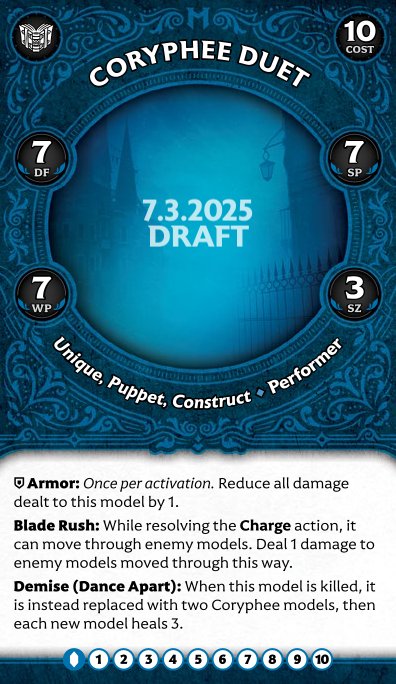 10
COST
CORYPHEE DUET
7
DF
7
SP
7.3.2025
DRAFT
7
WP
3
SZ
Unique, Puppet, Construct ♦ Performer
Armor: Once per activation. Reduce all damage
dealt to this model by 1.
Blade Rush: While resolving the Charge action, it
can move through enemy models. Deal 1 damage to
enemy models moved through this way.
Demise (Dance Apart): When this model is killed, it
is instead replaced with two Coryphee models, then
each new model heals 3.
1 2 3 4 5 6 7 8 9 10